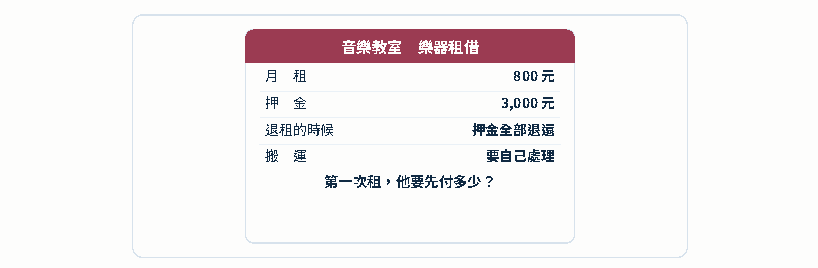 音樂教室　樂器租借
月　租　800 元
押　金　3,000 元
退租的時候　押金全部退還
搬　運　要自己處理
第一次租，他要先付多少？